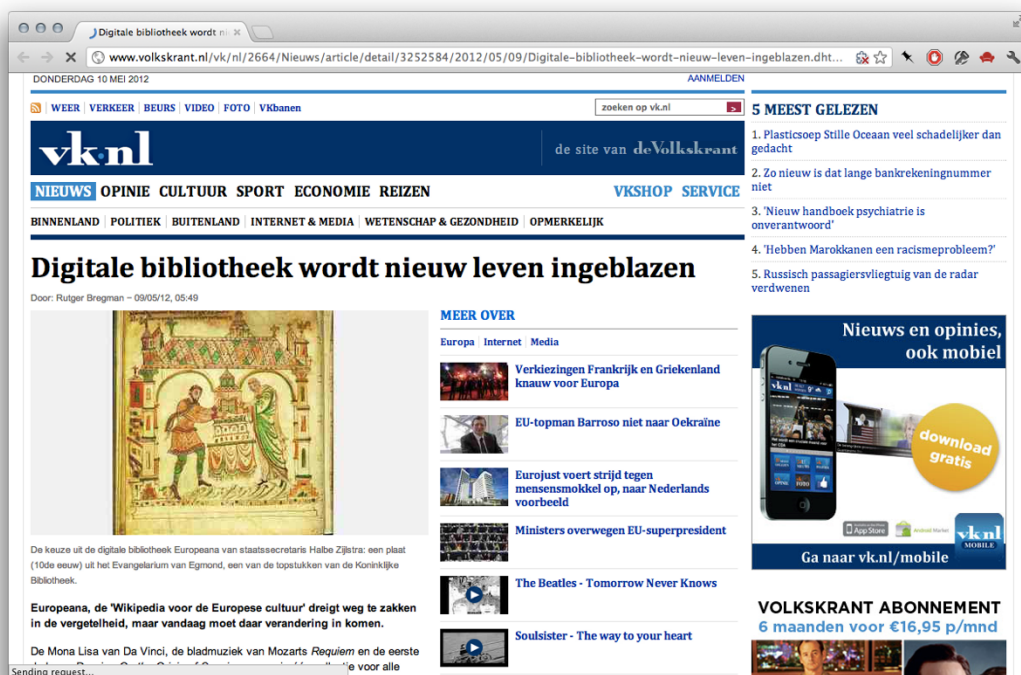 Digitale bibliotheek wordt ni
www.volkskrant.nl/vk/nl/2664/Nieuws/article/detail/3252584/2012/05/09/Digitale-bibliotheek-wordt-nieuw-leven-ingeblazen.dht...
DONDERDAG 10 MEI 2012
AANMELDEN
WEER VERKEER BEURS VIDEO FOTO VKbanen
zoeken op vk.nl
vk.nl
de site van deVolkskrant
NIEUWS OPINIE CULTUUR SPORT ECONOMIE REIZEN
VKSHOP SERVICE
BINNENLAND POLITIEK BUITENLAND INTERNET & MEDIA WETENSCHAP & GEZONDHEID OPMERKELIJK
Digitale bibliotheek wordt nieuw leven ingeblazen
Door: Rutger Bregman − 09/05/12, 05:49
De keuze uit de digitale bibliotheek Europeana van staatssecretaris Halbe Zijlstra: een plaat
(10de eeuw) uit het Evangelarium van Egmond, een van de topstukken van de Koninklijke
Bibliotheek.
Europeana, de 'Wikipedia voor de Europese cultuur' dreigt weg te zakken
in de vergetelheid, maar vandaag moet daar verandering in komen.
De Mona Lisa van Da Vinci, de bladmuziek van Mozarts Requiem en de eerste
voor alle
Sending request...
MEER OVER
Europa Internet Media
Verkiezingen Frankrijk en Griekenland
knauw voor Europa
EU-topman Barroso niet naar Oekraïne
Eurojust voert strijd tegen
mensensmokkel op, naar Nederlands
voorbeeld
Ministers overwegen EU-superpresident
The Beatles - Tomorrow Never Knows
Soulsister - The way to your heart
5 MEEST GELEZEN
1. Plasticsoep Stille Oceaan veel schadelijker dan
gedacht
2. Zo nieuw is dat lange bankrekeningnummer
niet
3. 'Nieuw handboek psychiatrie is
onverantwoord'
4. 'Hebben Marokkanen een racismeprobleem?'
5. Russisch passagiersvliegtuig van de radar
verdwenen
Nieuws en opinies,
ook mobiel
download
gratis
App Store
Android Market
vk.nl
MOBILE
Ga naar vk.nl/mobile
VOLKSKRANT ABONNEMENT
6 maanden voor €16,95 p/mnd